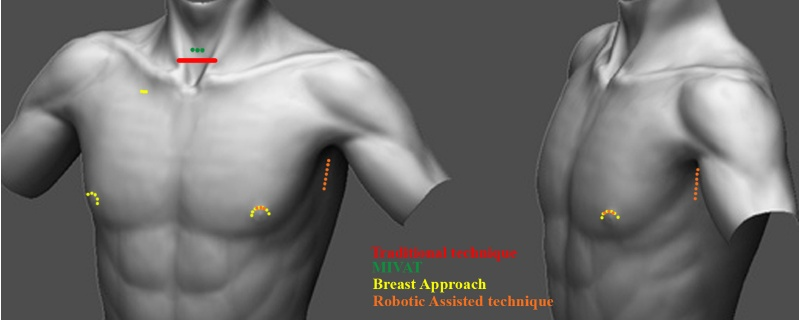 Traditional technique
MIVAT
Breast Approach
Robotic Assisted technique